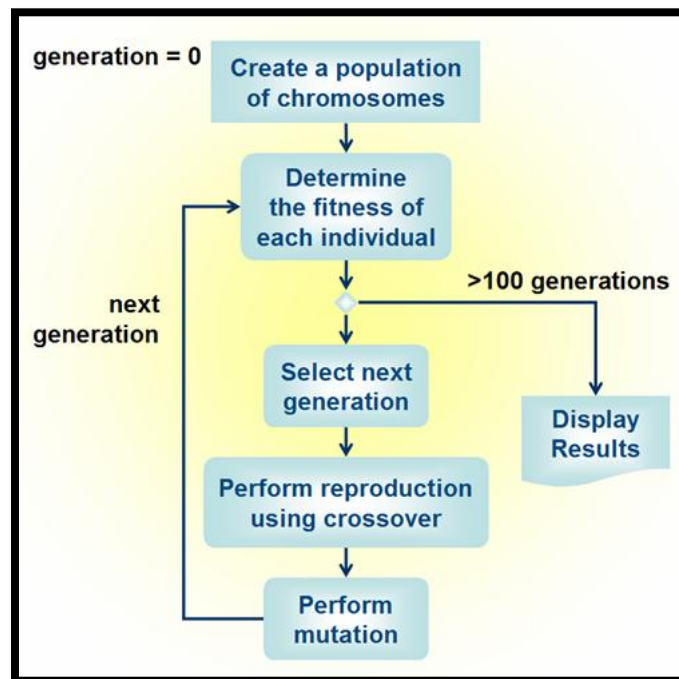 generation = 0
Create a population
of chromosomes
Determine
the fitness of
each individual
>100 generations
next
generation
Select next
generation
Display
Results
Perform reproduction
using crossover
Perform
mutation